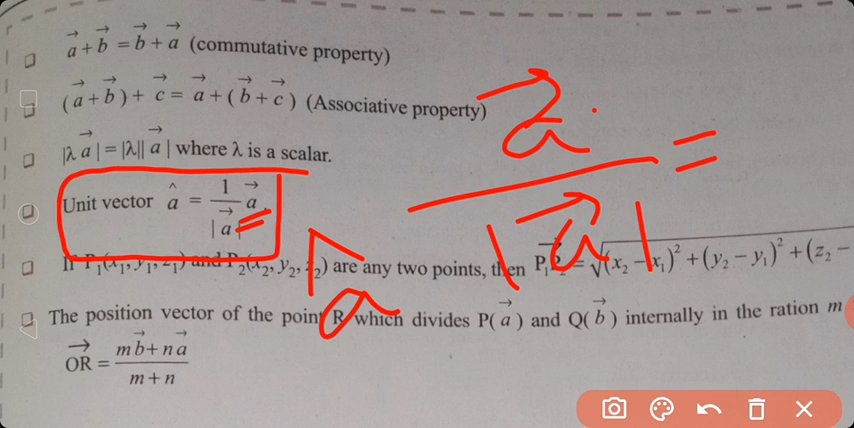 a⃗ + b⃗ = b⃗ + a⃗ (commutative property)
(a⃗ + b⃗) + c⃗ = a⃗ + (b⃗ + c⃗) (Associative property)
|λ a⃗| = |λ|| a⃗ | where λ is a scalar.
Unit vector â = 1/|a⃗| a⃗
a⃗/|a⃗| =
If P₁(x₁, y₁, z₁) and P₂(x₂, y₂, z₂) are any two points, then P₁P₂ = √(x₂ – x₁)² + (y₂ – y₁)² + (z₂ –
a
The position vector of the point R which divides P(a⃗) and Q(b⃗) internally in the ration m
OR⃗ = mb⃗ + na⃗/m + n